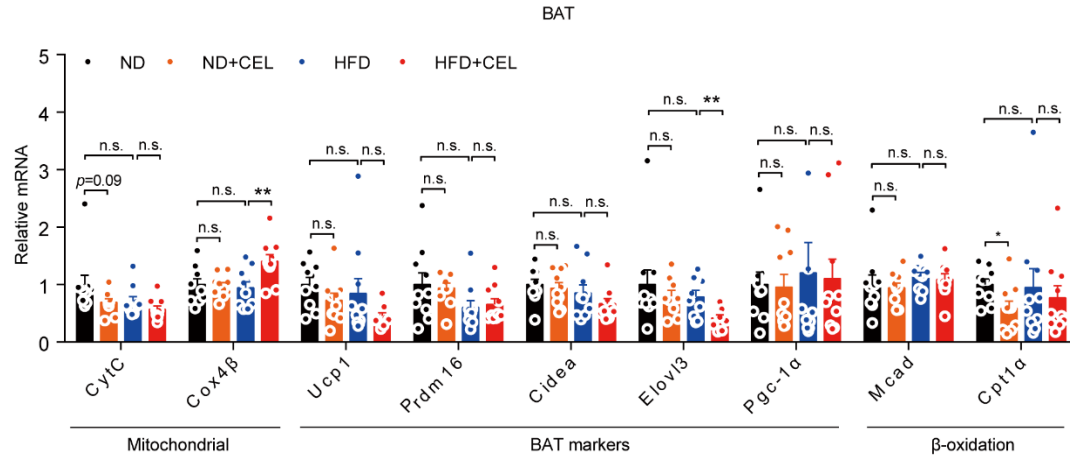 BAT
Relative mRNA
5
4
3
2
1
0
ND ND+CEL HFD HFD+CEL
n.s. n.s.
p=0.09
n.s. **
n.s.
n.s. n.s.
n.s.
n.s. n.s.
n.s.
n.s. n.s.
n.s.
n.s. **
n.s.
n.s. n.s.
n.s.
n.s. n.s.
n.s.
n.s. n.s.
*
CytC Cox4β Ucp1 Prdm16 Cidea Elovl3 Pgc-1α Mcad Cpt1α
Mitochondrial BAT markers β-oxidation